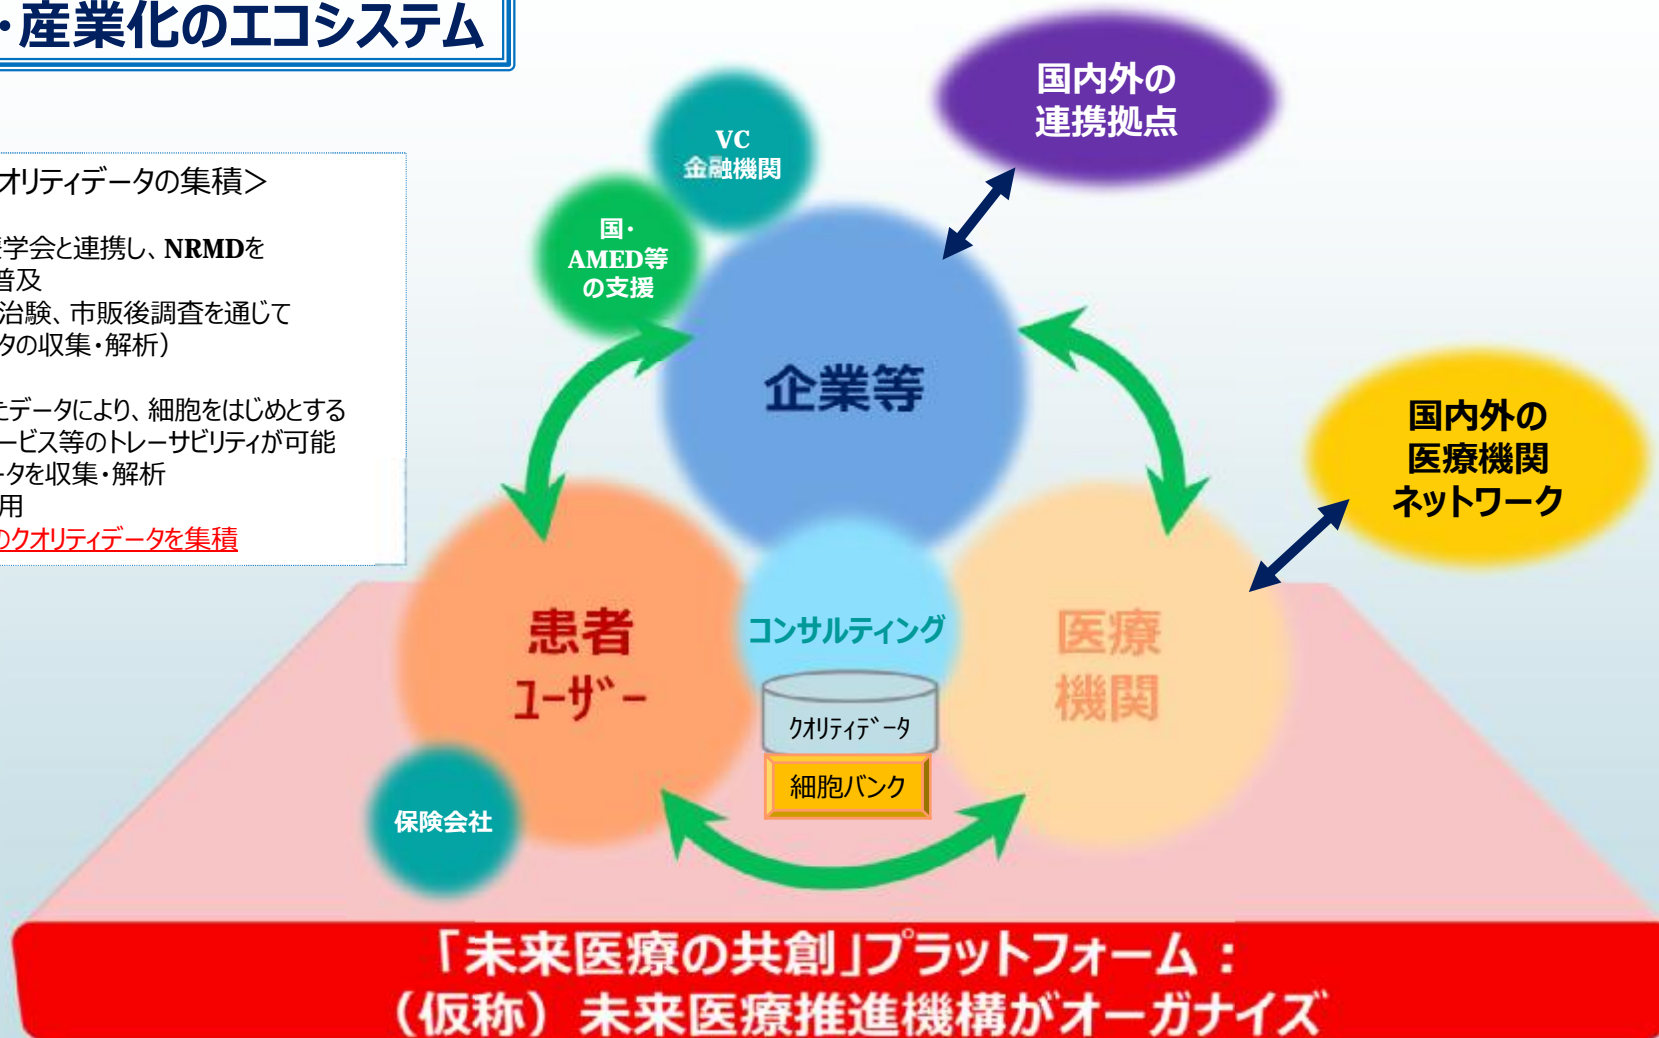 ・産業化のエコシステム
オリティデータの集積＞
学会と連携し、NRMDを
普及
治験、市販後調査を通じて
タの収集・解析）
たデータにより、細胞をはじめとする
ービス等のトレーサビリティが可能
ータを収集・解析
用
のクオリティデータを集積
VC
金融機関
国・
AMED等
の支援
国内外の
連携拠点
企業等
国内外の
医療機関
ネットワーク
患者
ﾕｰｻﾞｰ
コンサルティング
医療
機関
ｸｵﾘﾃｨﾃﾞｰﾀ
細胞バンク
保険会社
「未来医療の共創」プラットフォーム：
（仮称）未来医療推進機構がオーガナイズ